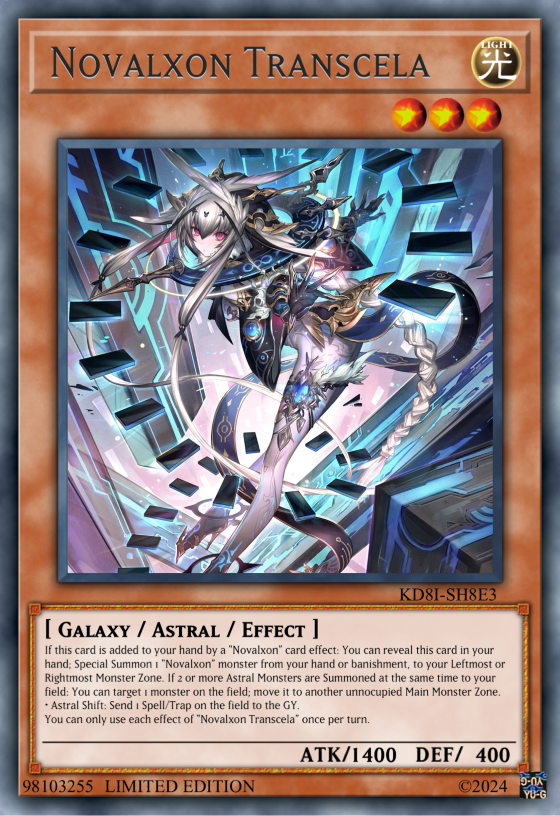 NOVALXON TRANSCELA
LIGHT
光
KD8I-SH8E3
[ GALAXY / ASTRAL / EFFECT ]
If this card is added to your hand by a "Novalxon" card effect: You can reveal this card in your
hand; Special Summon 1 "Novalxon" monster from your hand or banishment, to your Leftmost or
Rightmost Monster Zone. If 2 or more Astral Monsters are Summoned at the same time to your
field: You can target 1 monster on the field; move it to another unnocupied Main Monster Zone.
• Astral Shift: Send 1 Spell/Trap on the field to the GY.
You can only use each effect of "Novalxon Transcela" once per turn.
ATK/1400 DEF/ 400
98103255 LIMITED EDITION ©2024
YU-G